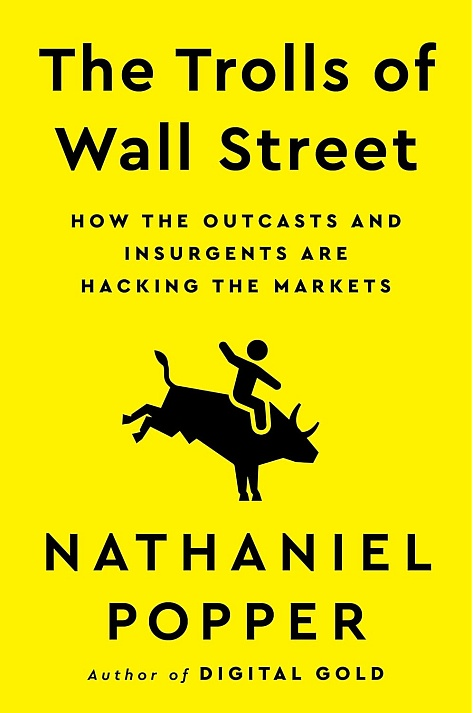 The Trolls of
Wall Street
HOW THE OUTCASTS AND
INSURGENTS ARE
HACKING THE MARKETS
NATHANIEL
POPPER
Author of DIGITAL GOLD